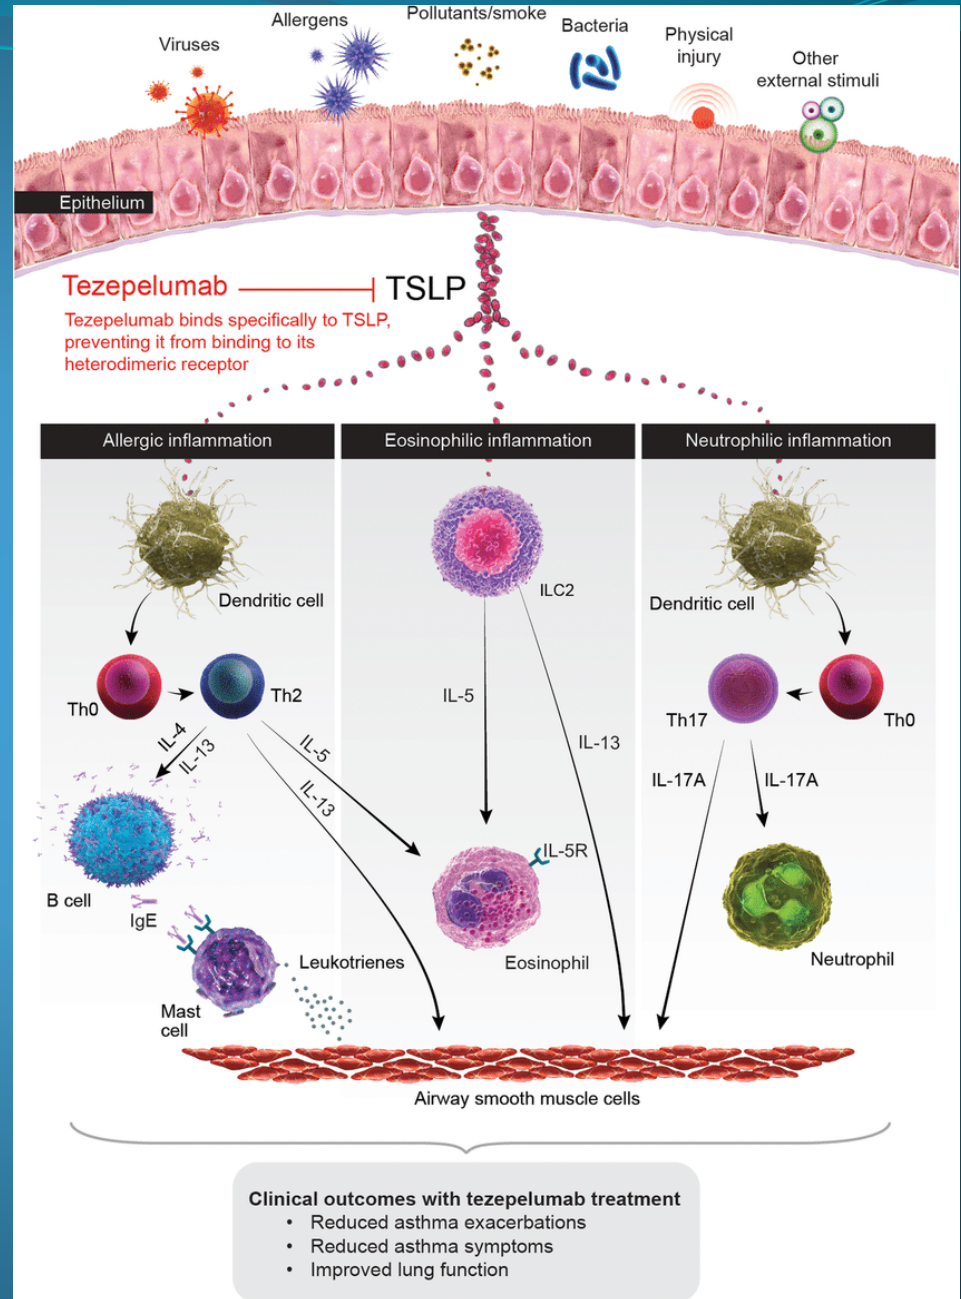 Viruses
Allergens
Pollutants/smoke
Bacteria
Physical
injury
Other
external stimuli
Epithelium
Tezepelumab
TSLP
Tezepelumab binds specifically to TSLP,
preventing it from binding to its
heterodimeric receptor
Allergic inflammation
Eosinophilic inflammation
Neutrophilic inflammation
Dendritic cell
ILC2
Dendritic cell
Th0
Th2
IL-5
Th17
Th0
IL-4
IL-13
IL-5
IL-13
IL-13
IL-17A
IL-17A
IL-5R
B cell
IgE
Leukotrienes
Eosinophil
Neutrophil
Mast
cell
Airway smooth muscle cells
Clinical outcomes with tezepelumab treatment
• Reduced asthma exacerbations
• Reduced asthma symptoms
• Improved lung function